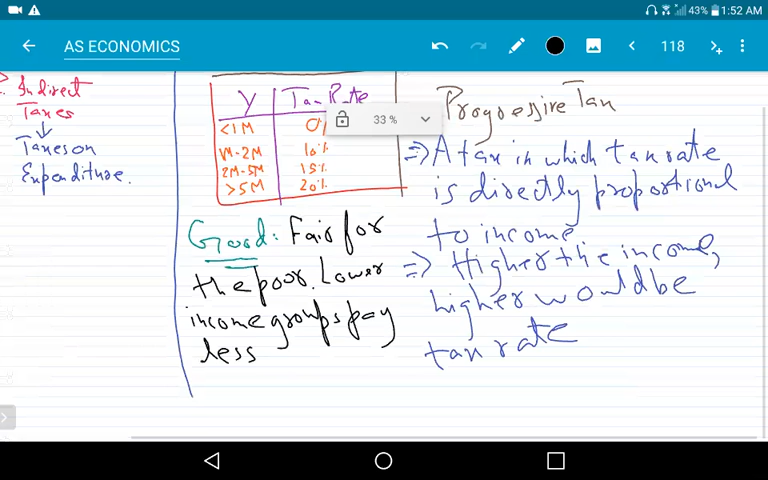 43% 1:52 AM
AS ECONOMICS
118
Indirect
Taxes
Taxes on
Expenditure.
Y Tax Rate
<1M 0%
1M-2M 10%
2M-5M 15%
>5M 20%
33 %
Good: Fair for
the poor. Lower
income groups pay
less
Progressive Tax
⇒ A tax in which tax rate
is directly proportional
to income
⇒ Higher the income,
higher would be
tax rate